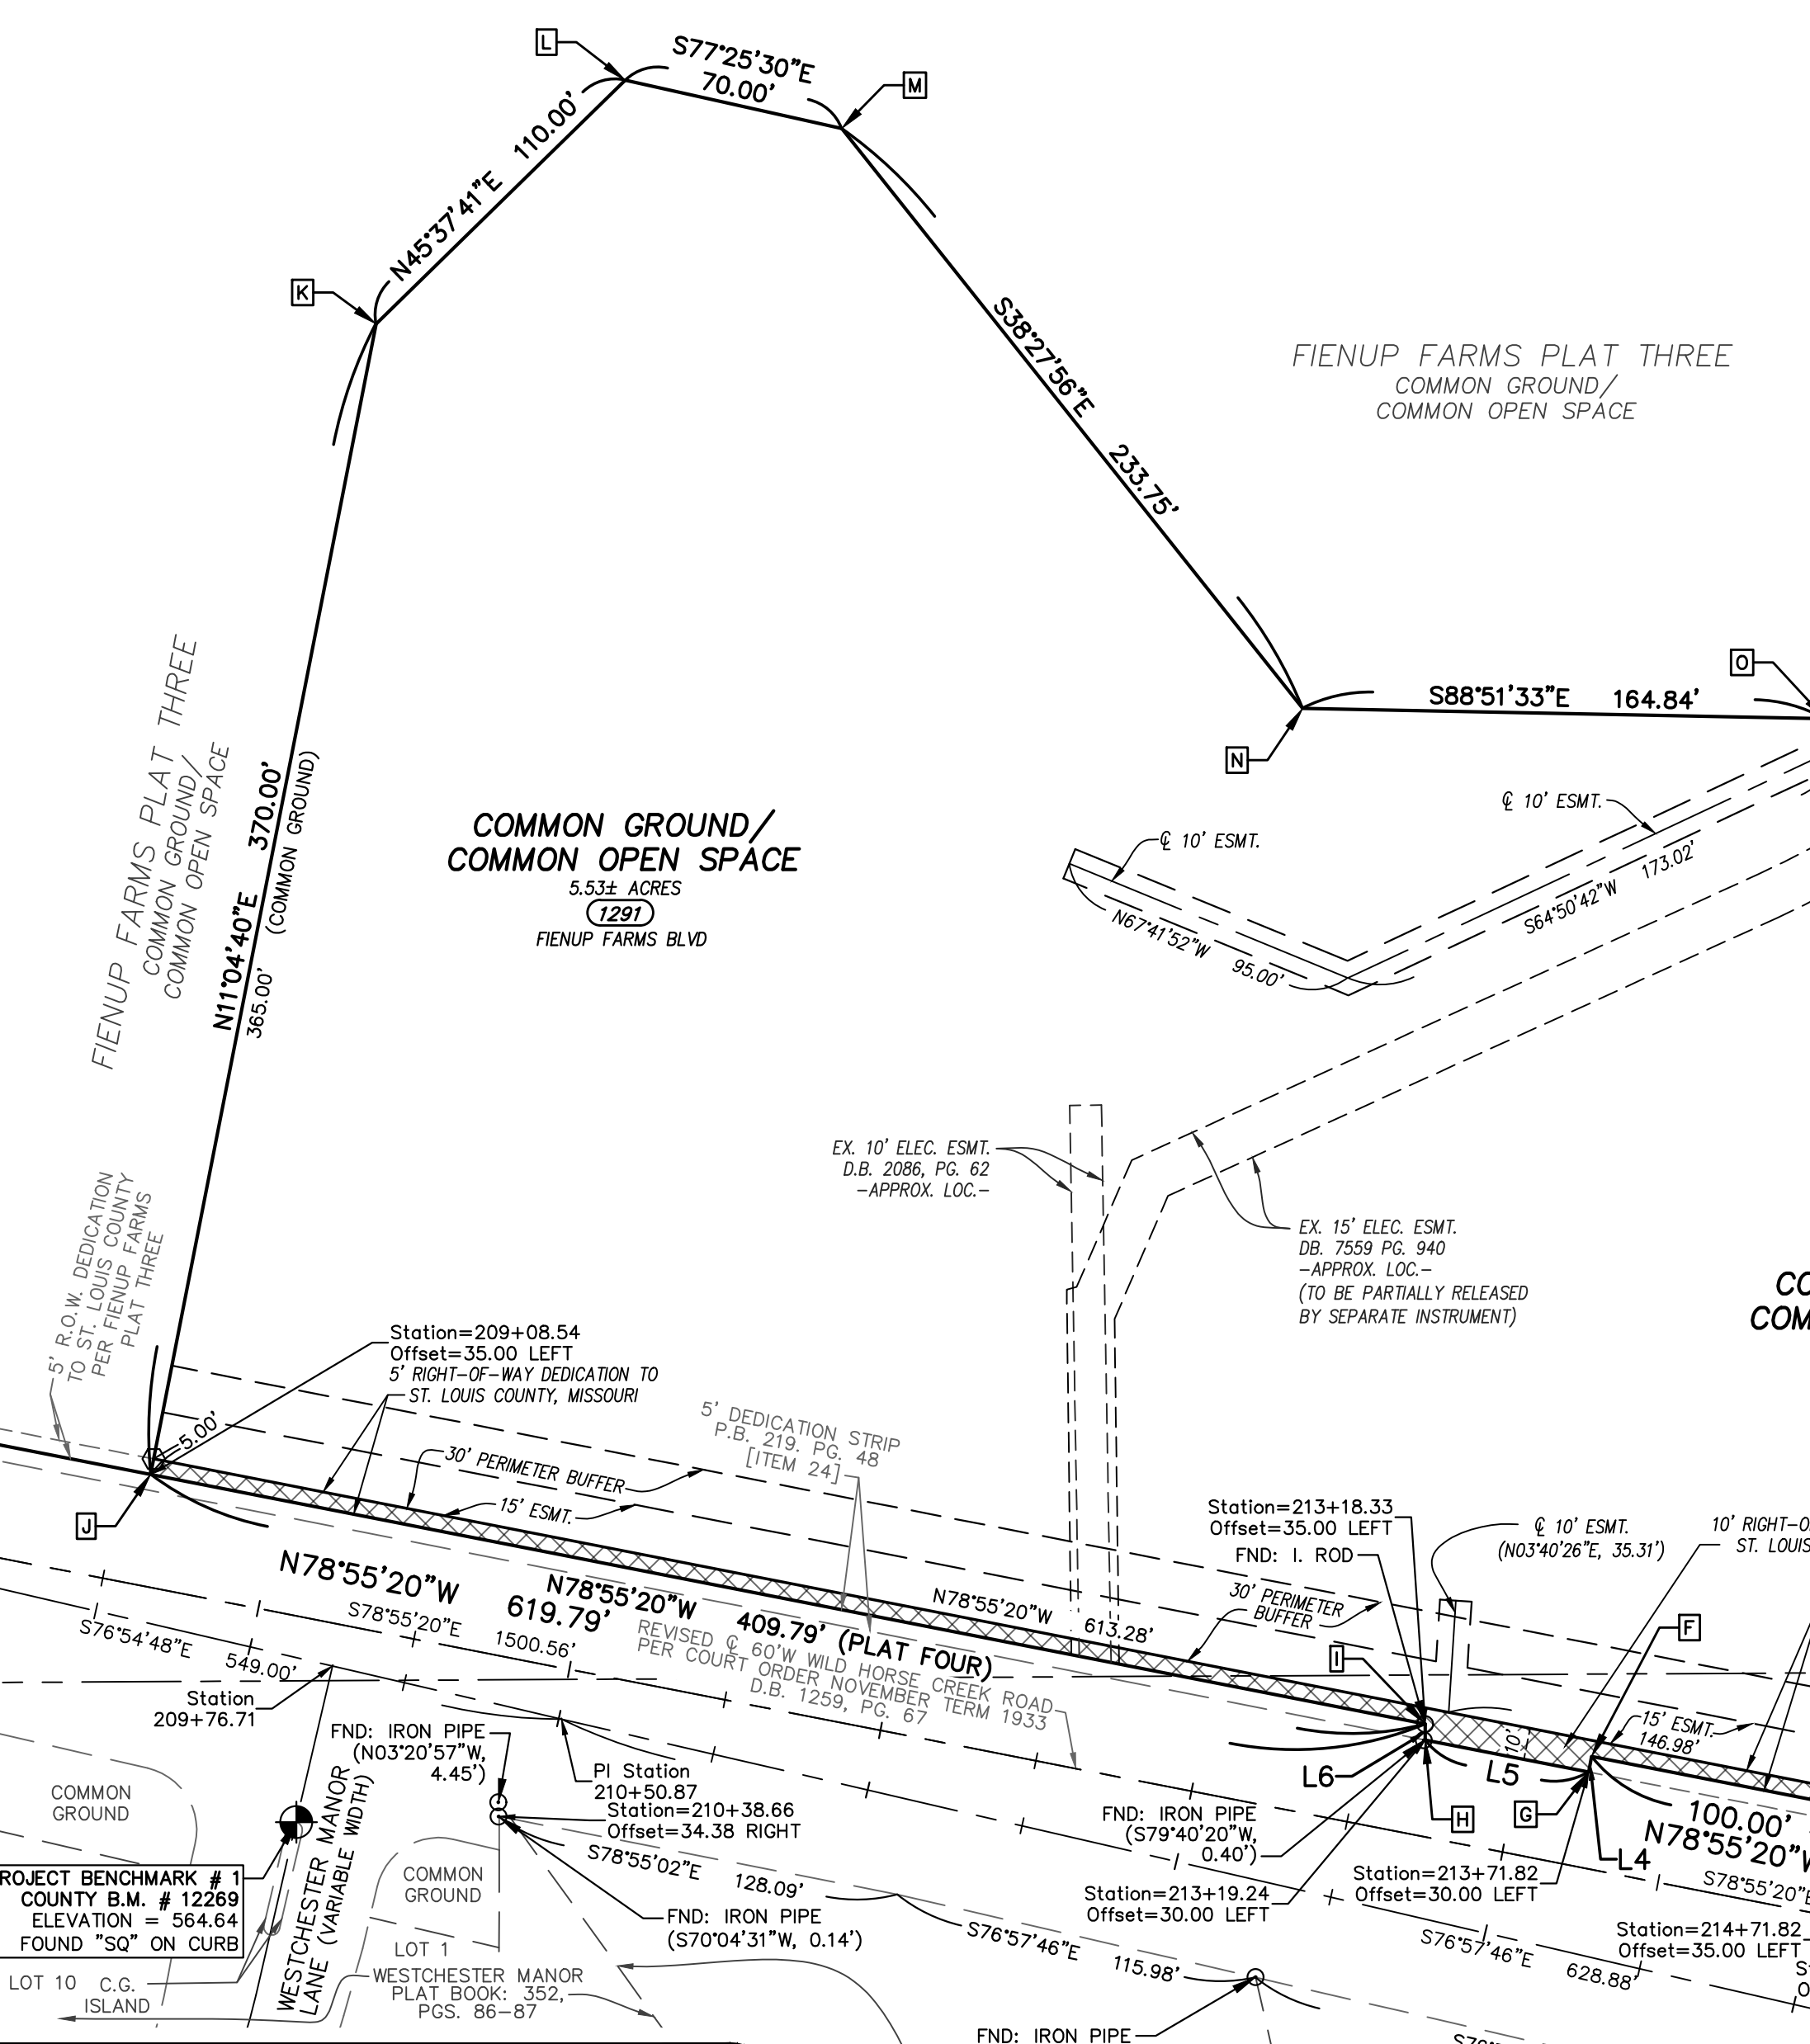 L
S77°25'30"E
70.00'
M
N45°37'41"E 110.00'
K
S38°27'56"E 233.75'
FIENUP FARMS PLAT THREE
COMMON GROUND/
COMMON OPEN SPACE
O
S88°51'33"E 164.84'
N
FIENUP FARMS PLAT THREE
COMMON GROUND/
COMMON OPEN SPACE
N11°04'40"E 370.00'
365.00' (COMMON GROUND)
COMMON GROUND/
COMMON OPEN SPACE
5.53± ACRES
1291
FIENUP FARMS BLVD
℄ 10' ESMT.
℄ 10' ESMT.
N67°41'52"W 95.00'
S64°50'42"W 173.02'
EX. 10' ELEC. ESMT.
D.B. 2086, PG. 62
-APPROX. LOC.-
EX. 15' ELEC. ESMT.
DB. 7559 PG. 940
-APPROX. LOC.-
(TO BE PARTIALLY RELEASED
BY SEPARATE INSTRUMENT)
5' R.O.W. DEDICATION
TO ST. LOUIS COUNTY
PER FIENUP FARMS
PLAT THREE
Station=209+08.54
Offset=35.00 LEFT
5' RIGHT-OF-WAY DEDICATION TO
ST. LOUIS COUNTY, MISSOURI
5.00'
J
30' PERIMETER BUFFER
15' ESMT.
5' DEDICATION STRIP
P.B. 219. PG. 48
[ITEM 24]
Station=213+18.33
Offset=35.00 LEFT
FND: I. ROD
℄ 10' ESMT.
(N03°40'26"E, 35.31')
10' RIGHT-O
ST. LOUIS
N78°55'20"W 619.79'
N78°55'20"W 409.79' (PLAT FOUR)
N78°55'20"W 613.28'
30' PERIMETER
BUFFER
I
F
S78°55'20"E 1500.56'
S76°54'48"E 549.00'
REVISED ℄ 60'W WILD HORSE CREEK ROAD
PER COURT ORDER NOVEMBER TERM 1933
D.B. 1259, PG. 67
Station
209+76.71
FND: IRON PIPE
(N03°20'57"W,
4.45')
PI Station
210+50.87
Station=210+38.66
Offset=34.38 RIGHT
10'
15' ESMT.
146.98'
L6
L5
H
G
L4
100.00'
N78°55'20"W
FND: IRON PIPE
(S79°40'20"W,
0.40')
Station=213+71.82
Offset=30.00 LEFT
Station=213+19.24
Offset=30.00 LEFT
S78°55'20"E
Station=214+71.82
Offset=35.00 LEFT
S76°57'46"E 628.88'
COMMON
GROUND
COMMON
GROUND
ROJECT BENCHMARK # 1
COUNTY B.M. # 12269
ELEVATION = 564.64
FOUND "SQ" ON CURB
WESTCHESTER MANOR
LANE (VARIABLE WIDTH)
S78°55'02"E 128.09'
FND: IRON PIPE
(S70°04'31"W, 0.14')
S76°57'46"E 115.98'
LOT 10
C.G.
ISLAND
LOT 1
WESTCHESTER MANOR
PLAT BOOK: 352,
PGS. 86-87
FND: IRON PIPE